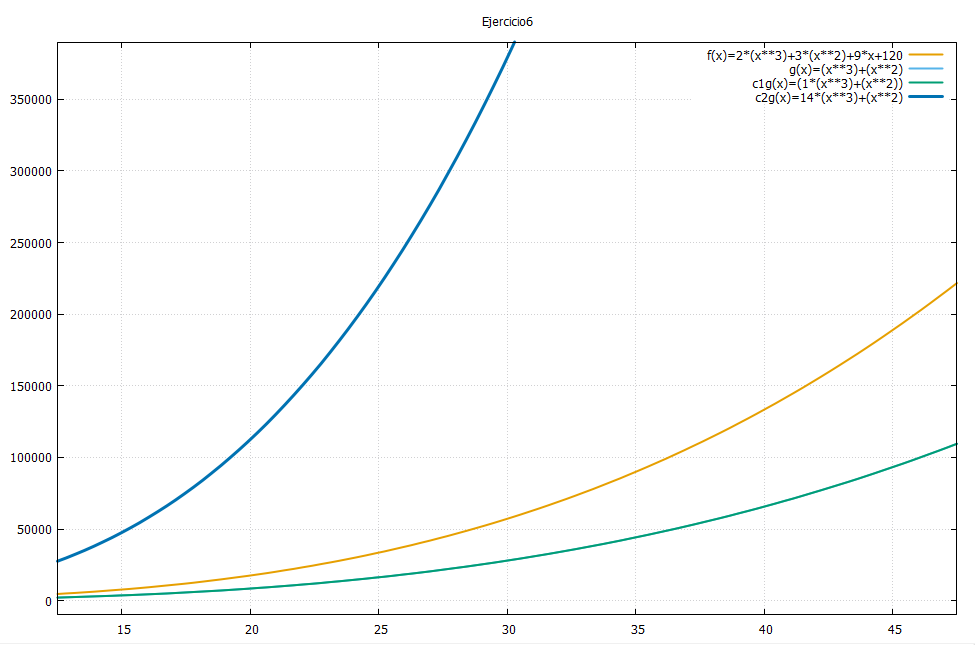 Ejercicio6
f(x)=2*(x**3)+3*(x**2)+9*x+120
g(x)=(x**3)+(x**2)
c1g(x)=(1*(x**3)+(x**2))
c2g(x)=14*(x**3)+(x**2)
350000
300000
250000
200000
150000
100000
50000
0
15 20 25 30 35 40 45